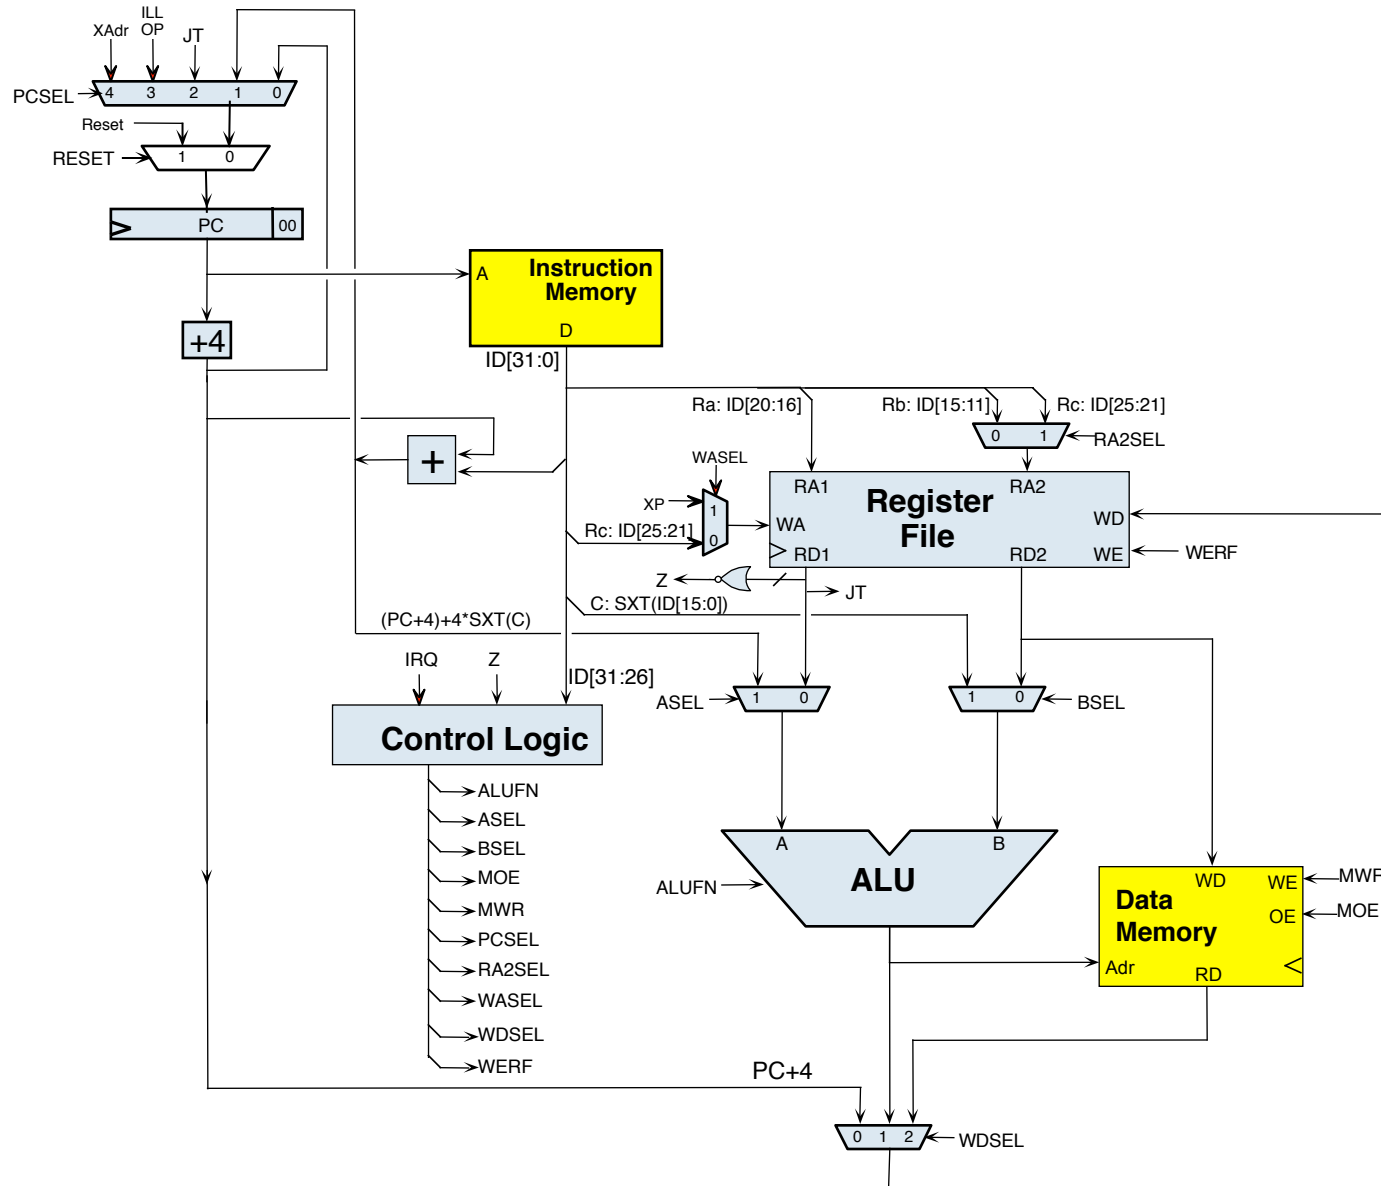 ILL
XAdr
OP
JT
PCSEL
4 3 2 1 0
Reset
RESET
1 0
PC
00
A
Instruction
Memory
D
+4
ID[31:0]
Ra: ID[20:16]
Rb: ID[15:11]
Rc: ID[25:21]
0 1
RA2SEL
+
WASEL
XP
1
0
Rc: ID[25:21]
RA1
RA2
Register
File
WA
WD
RD1
RD2
WE
WERF
Z
JT
C: SXT(ID[15:0])
(PC+4)+4*SXT(C)
IRQ
Z
ID[31:26]
ASEL
1 0
1 0
BSEL
Control Logic
ALUFN
ASEL
BSEL
MOE
MWR
PCSEL
RA2SEL
WASEL
WDSEL
WERF
A
B
ALU
ALUFN
WD
WE
MWR
Data
Memory
OE
MOE
Adr
RD
PC+4
0 1 2
WDSEL